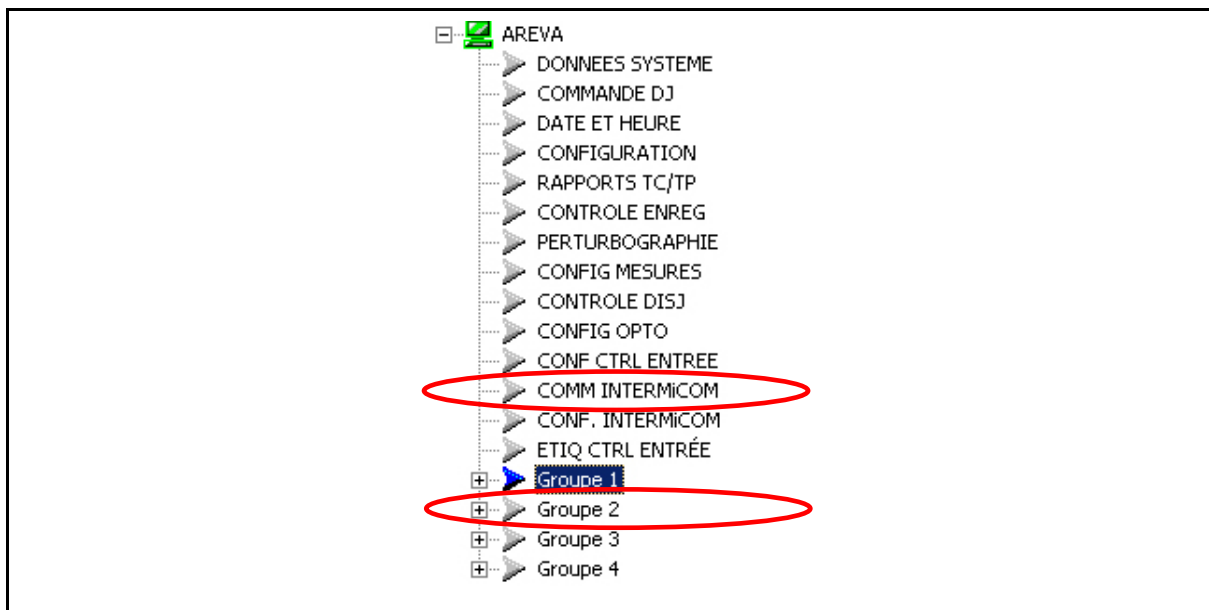 AREVA
DONNEES SYSTEME
COMMANDE DJ
DATE ET HEURE
CONFIGURATION
RAPPORTS TC/TP
CONTROLE ENREG
PERTURBOGRAPHIE
CONFIG MESURES
CONTROLE DISJ
CONFIG OPTO
CONF CTRL ENTREE
COMM INTERMiCOM
CONF. INTERMiCOM
ETIQ CTRL ENTRÉE
Groupe 1
Groupe 2
Groupe 3
Groupe 4